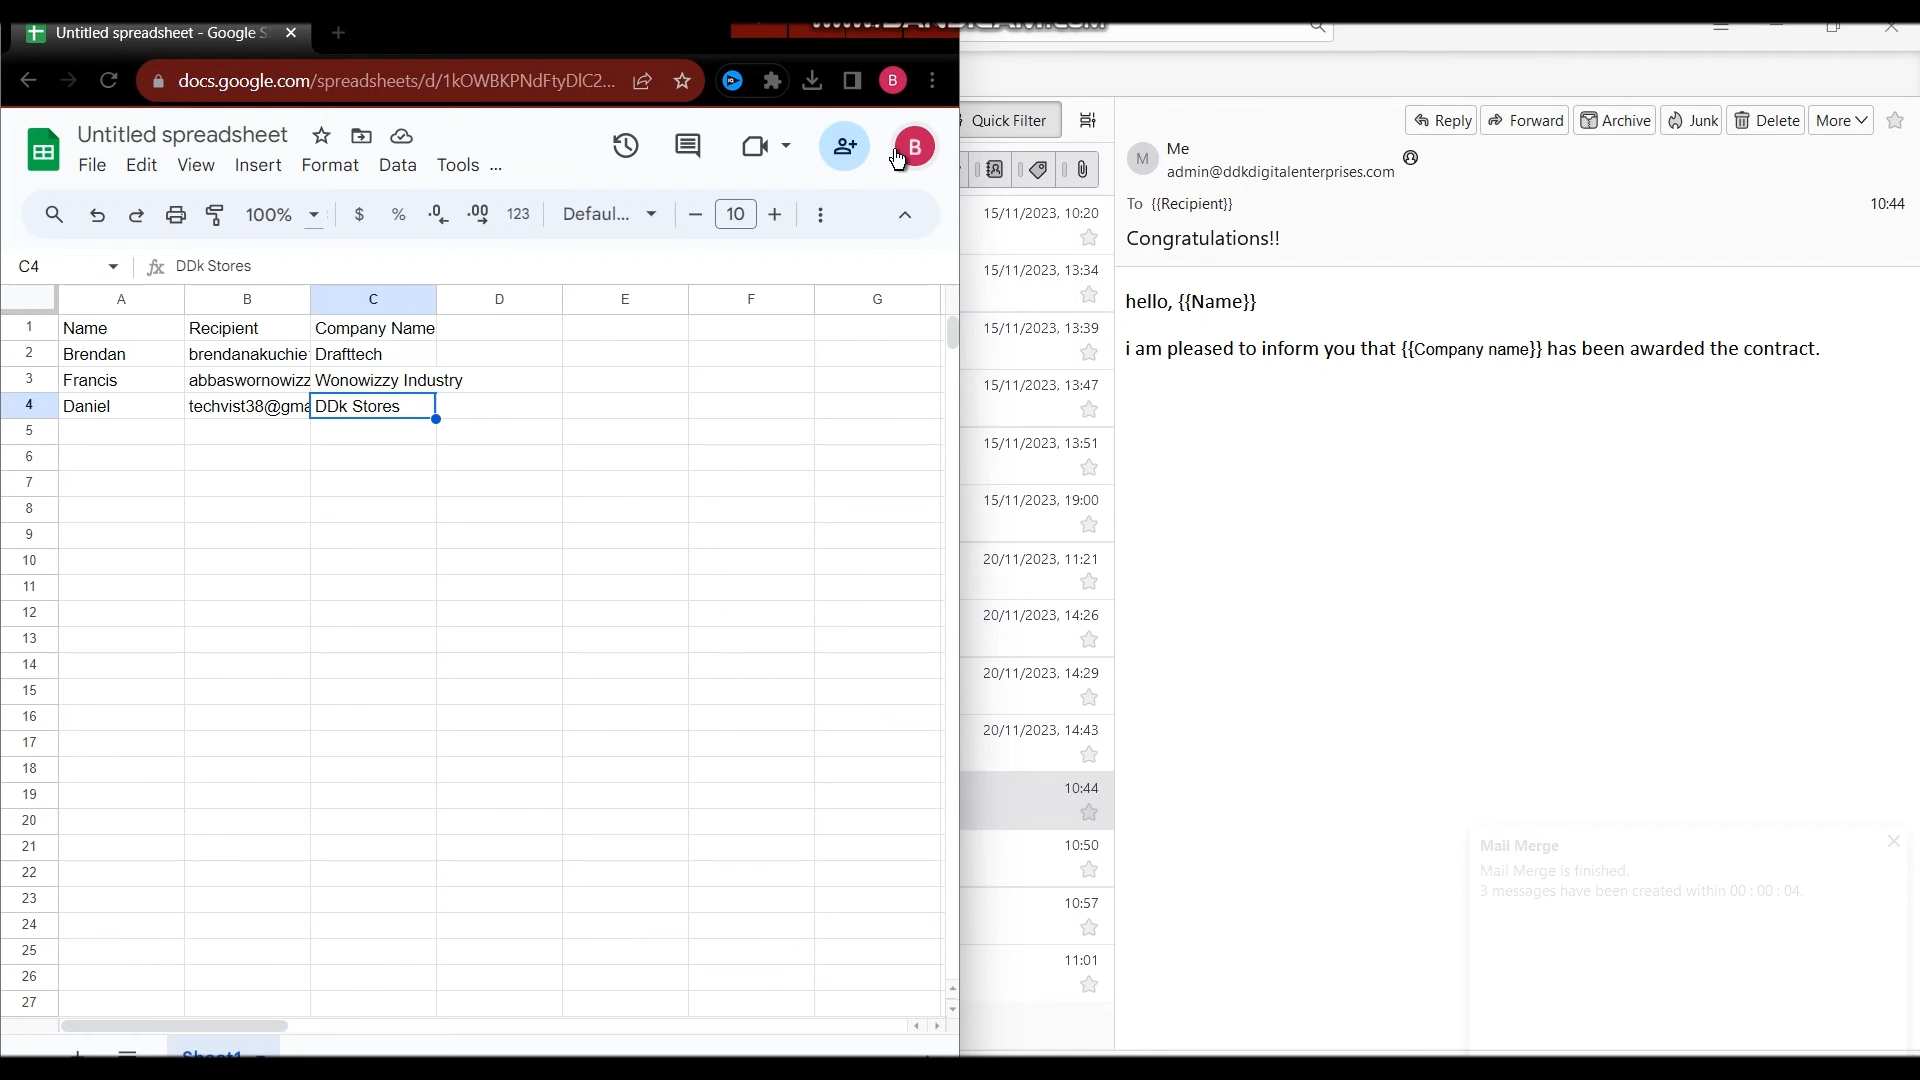 www.BANDICAM.COM
Untitled spreadsheet - Google S
docs.google.com/spreadsheets/d/1kOWBKPNdFtyDlC2...
B
Untitled spreadsheet
File Edit View Insert Format Data Tools ...
B
100% $ % .0 .00 123 Defaul... 10
C4 fx DDk Stores
A B C D E F G
1 Name Recipient Company Name
2 Brendan brendanakuchie Drafttech
3 Francis abbaswornowizz Wonowizzy Industry
4 Daniel techvist38@gma DDk Stores
5
6
7
8
9
10
11
12
13
14
15
16
17
18
19
20
21
22
23
24
25
26
27
Sheet1
Quick Filter
15/11/2023, 10:20
15/11/2023, 13:34
15/11/2023, 13:39
15/11/2023, 13:47
15/11/2023, 13:51
15/11/2023, 19:00
20/11/2023, 11:21
20/11/2023, 14:26
20/11/2023, 14:29
20/11/2023, 14:43
10:44
10:50
10:57
11:01
Reply Forward Archive Junk Delete More
M
Me
admin@ddkdigitalenterprises.com
To {{Recipient}} 10:44
Congratulations!!
hello, {{Name}}
i am pleased to inform you that {{Company name}} has been awarded the contract.
Mail Merge
Mail Merge is finished.
3 messages have been created within 00 : 00 : 04.